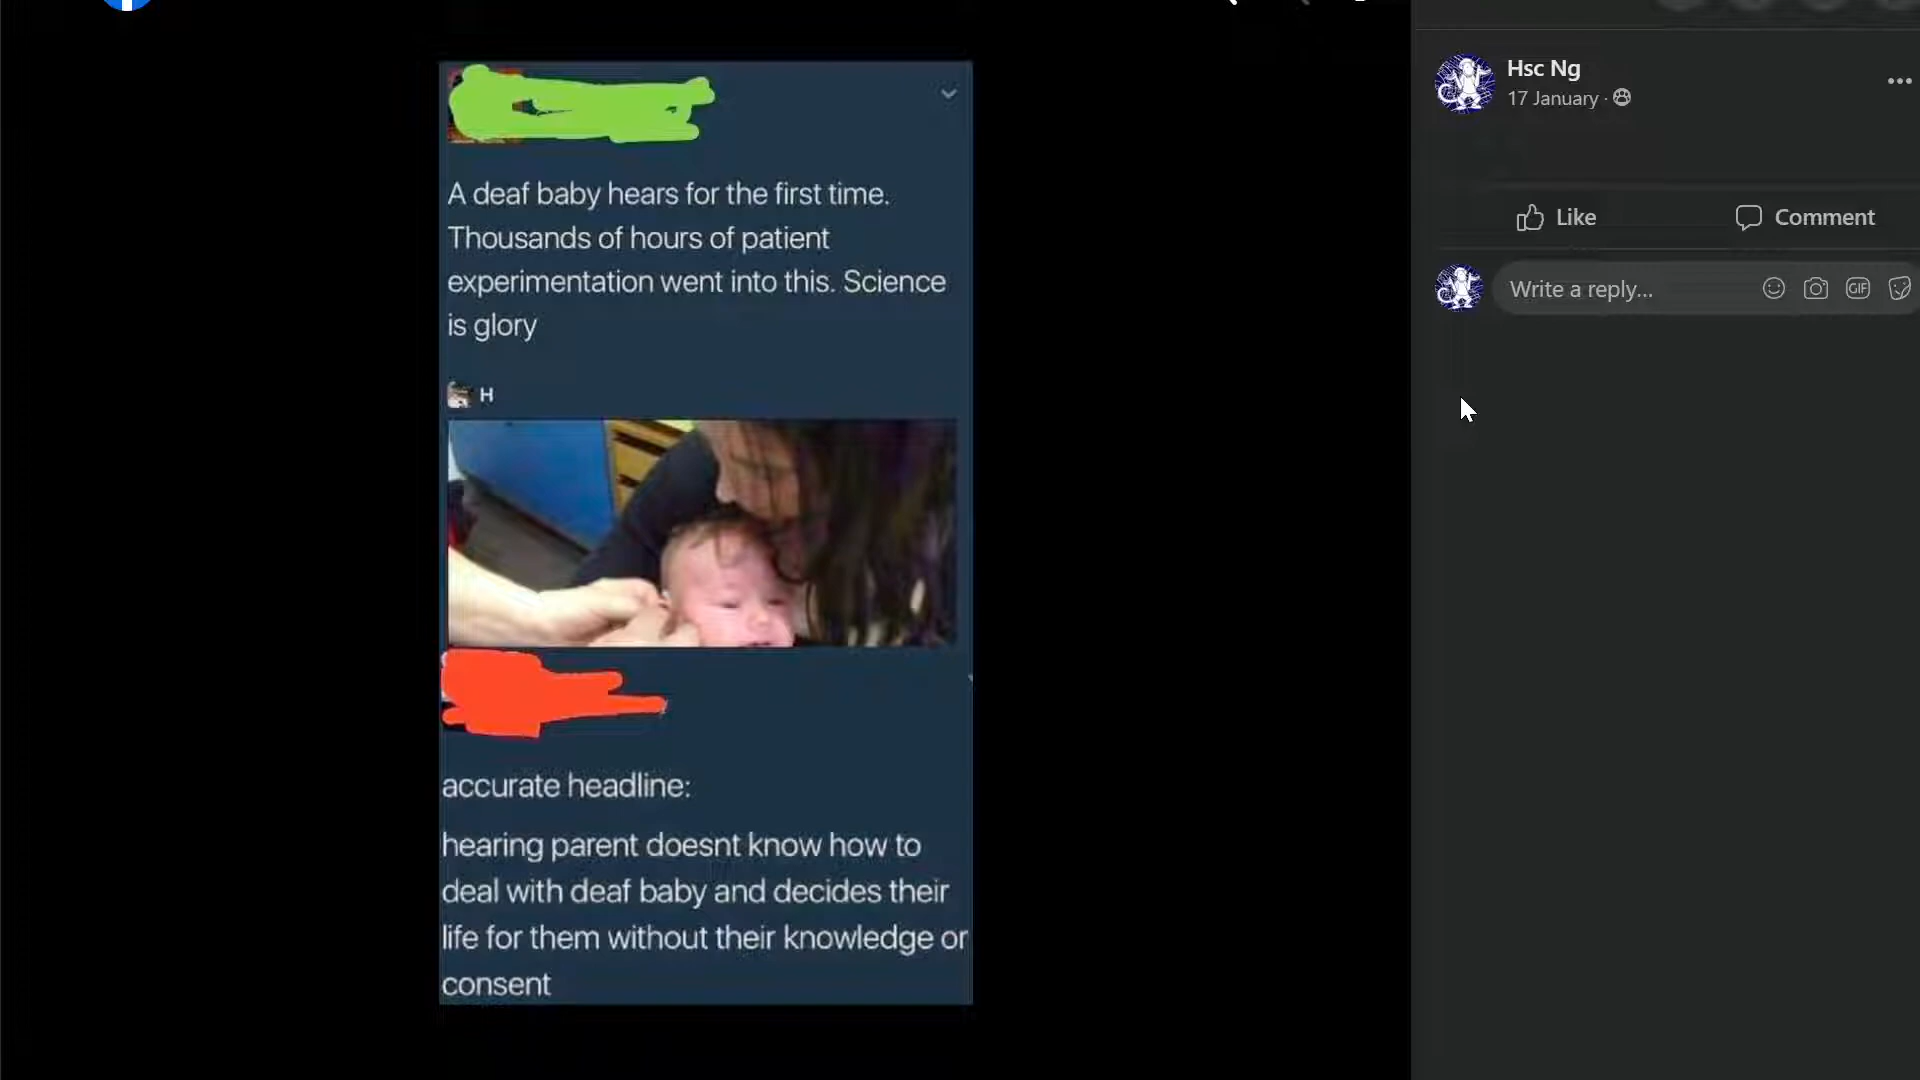 A deaf baby hears for the first time.
Thousands of hours of patient
experimentation went into this. Science
is glory
H
accurate headline:
hearing parent doesnt know how to
deal with deaf baby and decides their
life for them without their knowledge or
consent
Hsc Ng
17 January ·
Like
Comment
Write a reply...
GIF